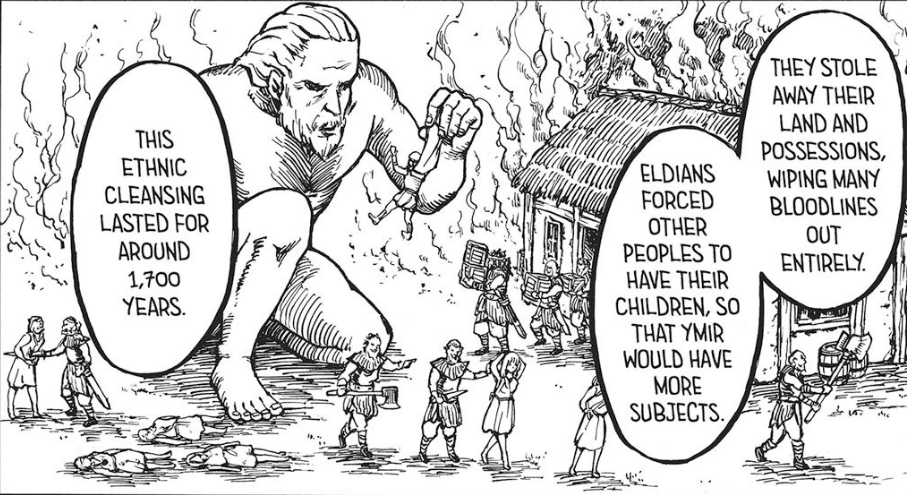 THEY STOLE
AWAY THEIR
LAND AND
POSSESSIONS,
WIPING MANY
BLOODLINES
OUT
ENTIRELY.
ELDIANS
FORCED
OTHER
PEOPLES TO
HAVE THEIR
CHILDREN, SO
THAT YMIR
WOULD HAVE
MORE
SUBJECTS.
THIS
ETHNIC
CLEANSING
LASTED FOR
AROUND
1,700
YEARS.